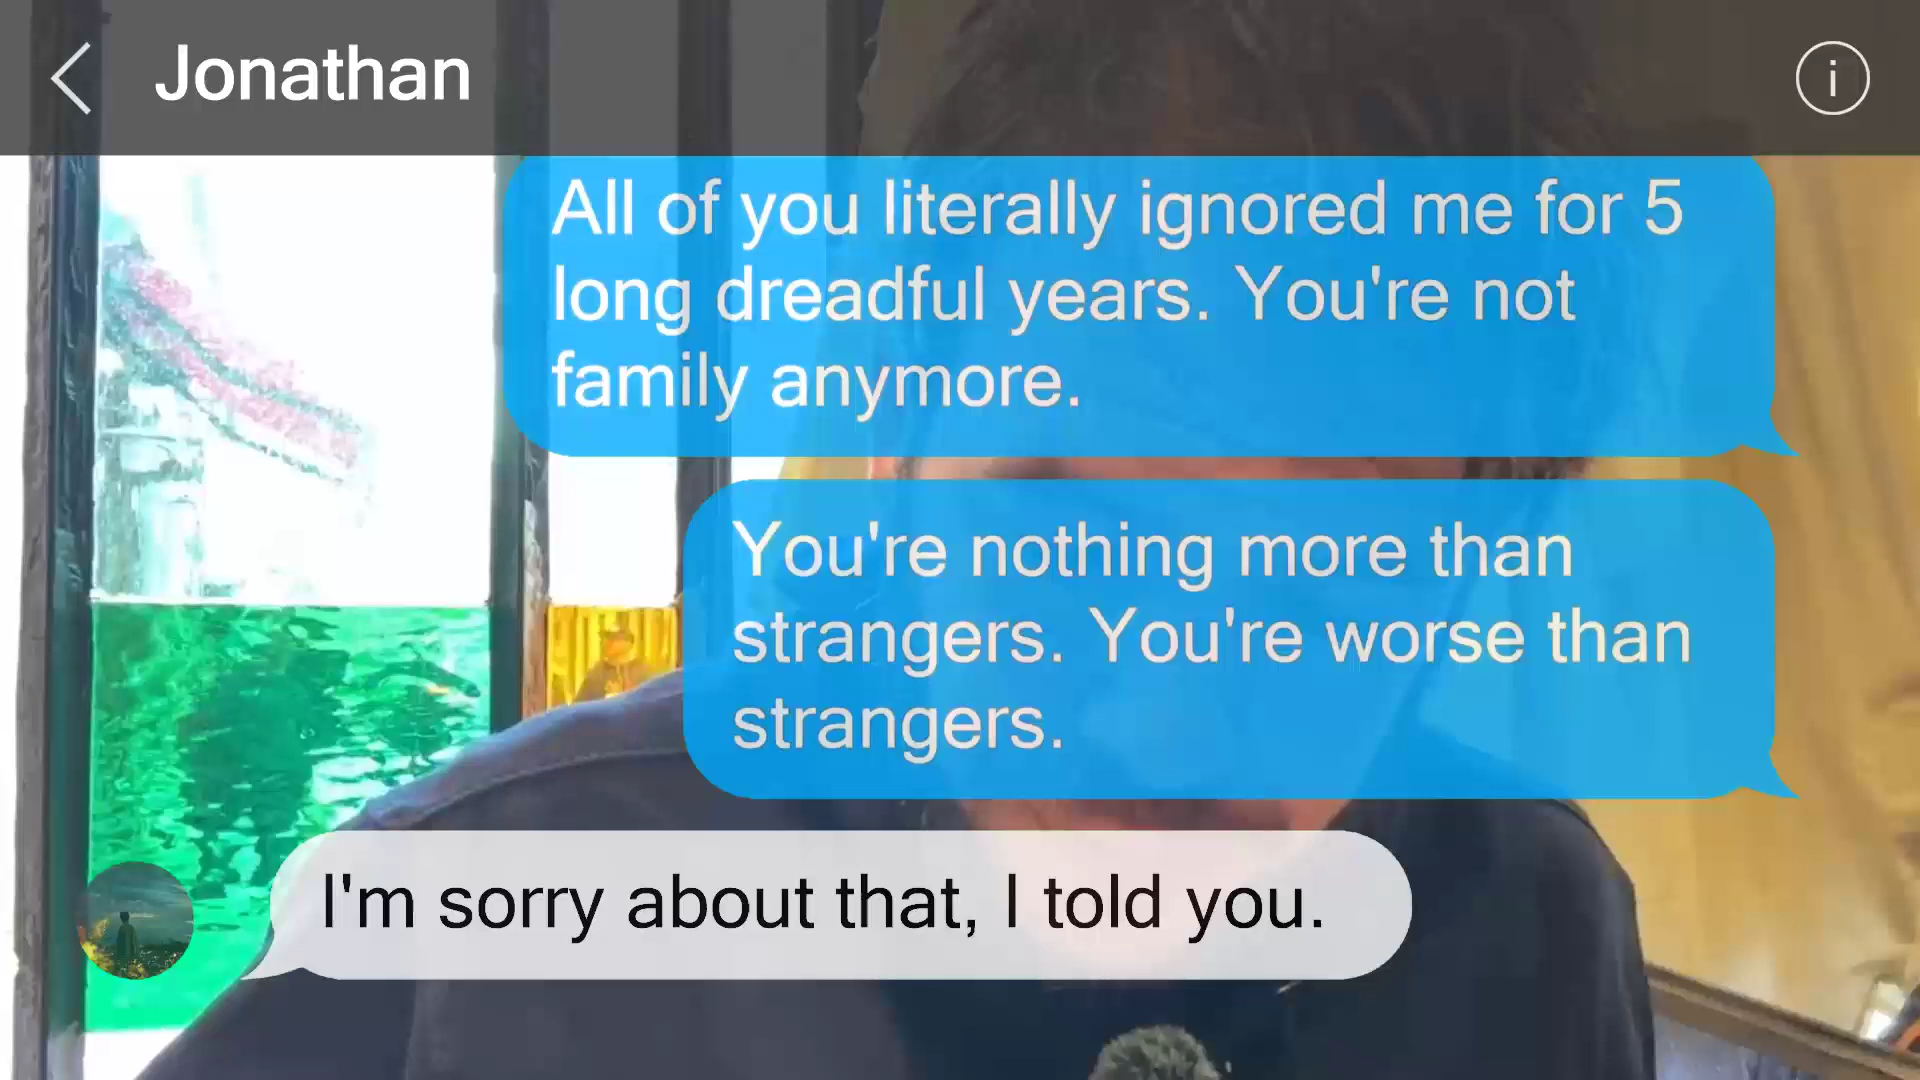 Jonathan
All of you literally ignored me for 5
long dreadful years. You're not
family anymore.
You're nothing more than
strangers. You're worse than
strangers.
I'm sorry about that, I told you.